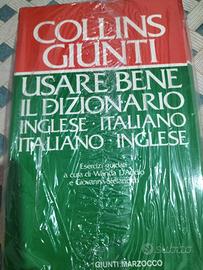 COLLINS
GIUNTI
USARE BENE
IL DIZIONARIO
INGLESE ITALIANO
ITALIANO INGLESE
Esercizi guidati
a cura di Wanda D'Addio
e Giovanna
GIUNTI MARZOCCO
subito